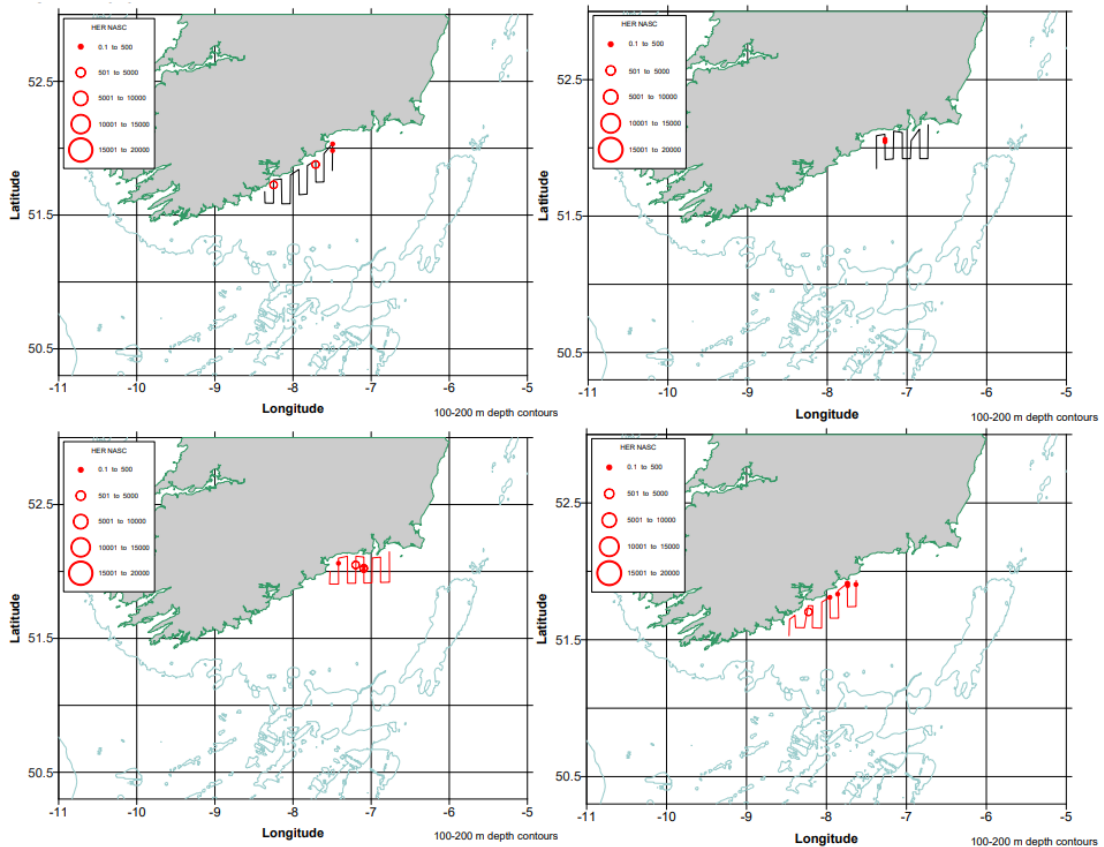 HER NASC
0.1 to 500
501 to 5000
5001 to 10000
10001 to 15000
15001 to 20000
52.5
52
51.5
50.5
-11 -10 -9 -8 -7 -6 -5
Latitude
Longitude
100-200 m depth contours
HER NASC
0.1 to 500
501 to 5000
5001 to 10000
10001 to 15000
15001 to 20000
52.5
51.5
50.5
-11 -10 -9 -8 -7 -6 -5
Latitude
Longitude
100-200 m depth contours
HER NASC
0.1 to 500
501 to 5000
5001 to 10000
10001 to 15000
15001 to 20000
52.5
51.5
50.5
-11 -10 -9 -8 -7 -6 -5
Latitude
Longitude
100-200 m depth contours
HER NASC
0.1 to 500
501 to 5000
5001 to 10000
10001 to 15000
15001 to 20000
52.5
51.5
50.5
-11 -10 -9 -8 -7 -6 -5
Latitude
Longitude
100-200 m depth contours